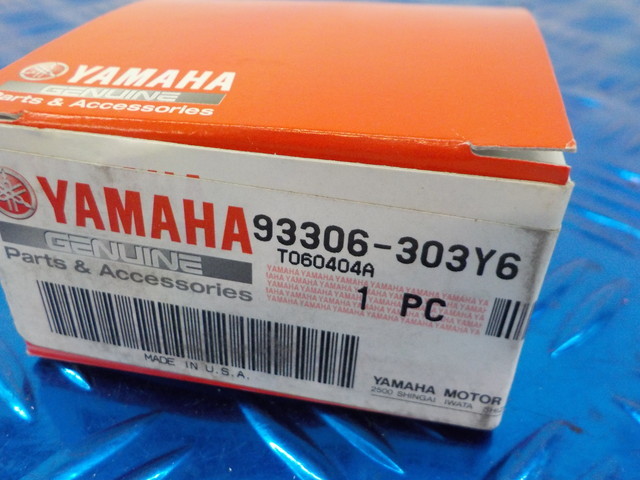 YAMAHA
GENUINE
Parts & Accessories
YAMAHA 93306-303Y6
GENUINE T060404A
Parts & Accessories 1 PC
MADE IN U.S.A.
YAMAHA MOTOR
2500 SHINGAI IWATA